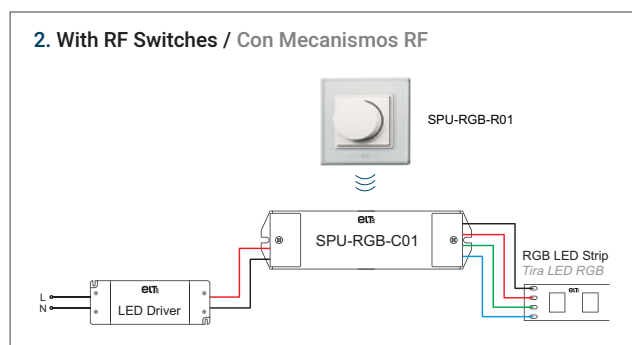 2. With RF Switches / Con Mecanismos RF
SPU-RGB-R01
ELT
SPU-RGB-C01
RGB LED Strip
Tira LED RGB
ELT
L
N
ELT
LED Driver